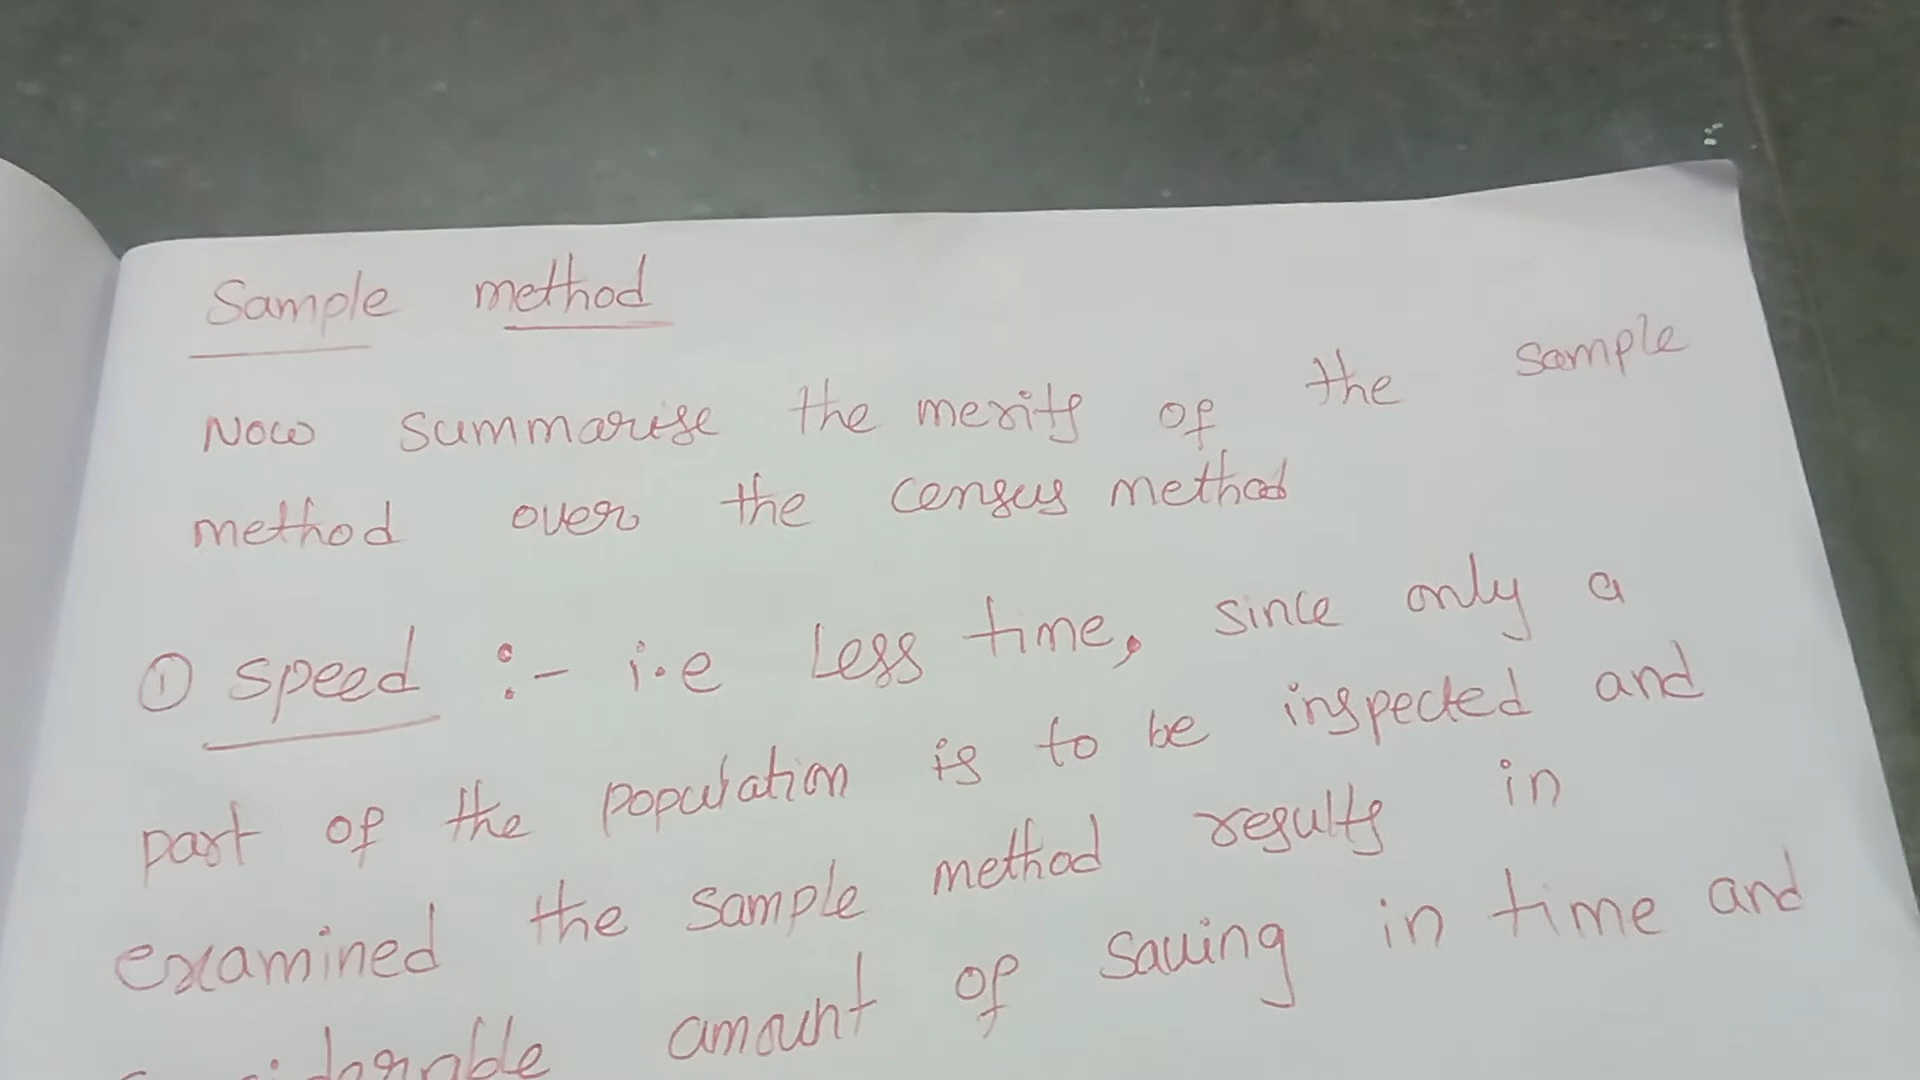 Sample method
Now summarise the merits of the sample
method over the census method
① speed :- i.e Less time, since only a
part of the population is to be inspected and
examined the sample method results in
considerable amount of saving in time and